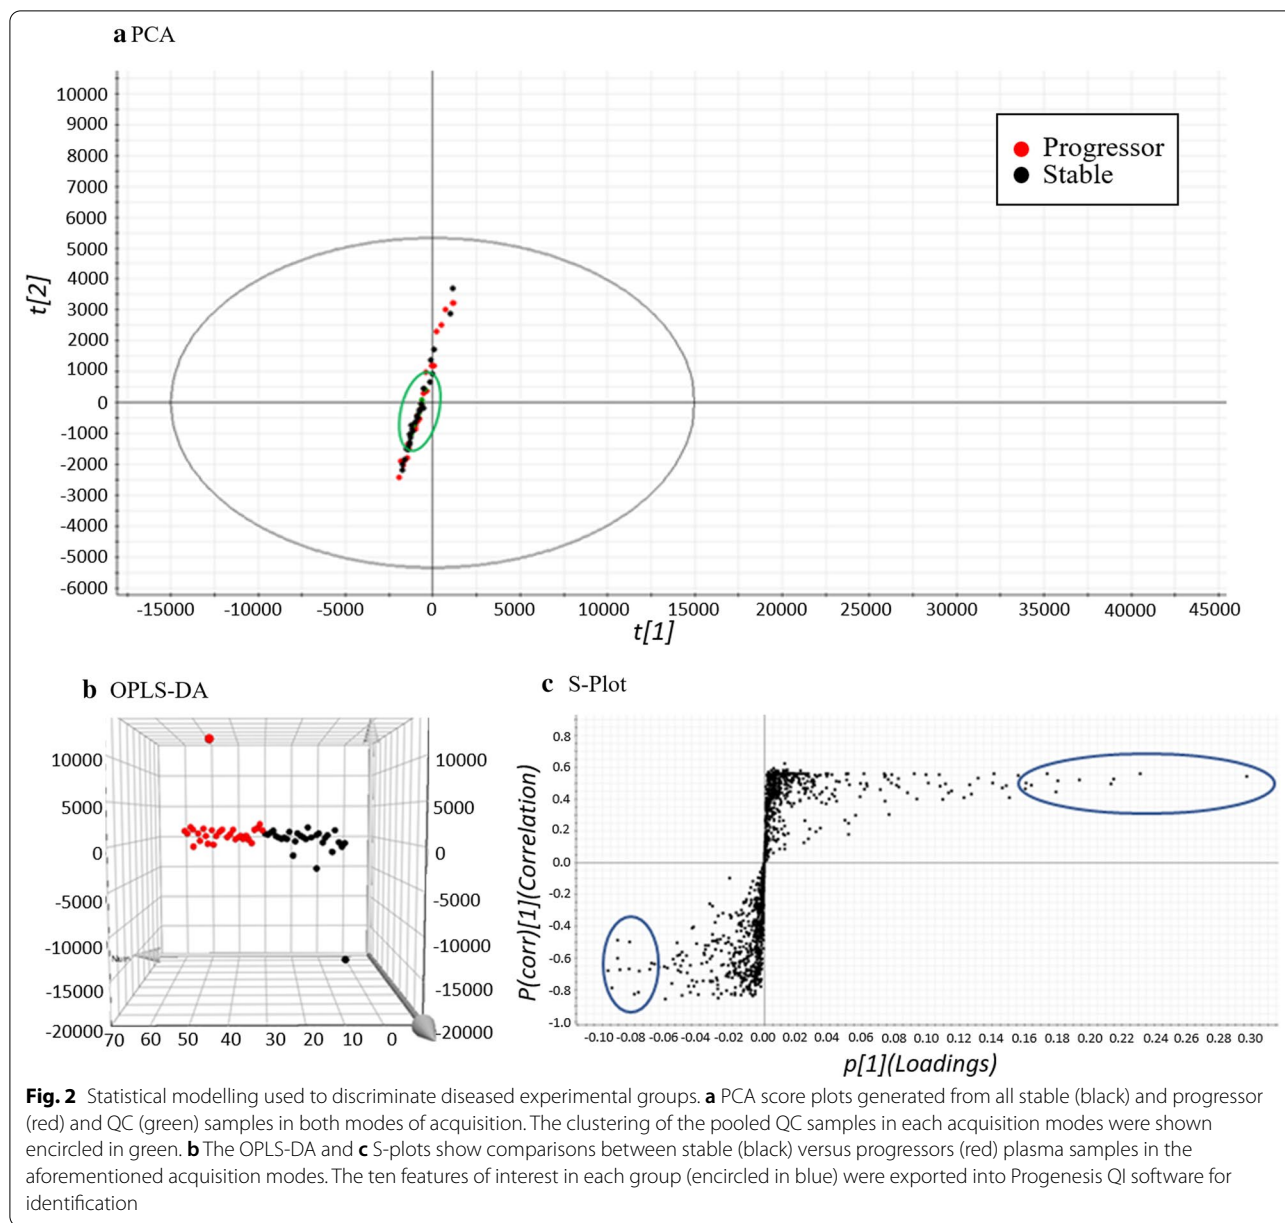 a PCA
10000
9000
8000
7000
6000
5000
4000
3000
2000
1000
0
-1000
-2000
-3000
-4000
-5000
-6000
t[2]
Progressor
Stable
-15000 -10000 -5000 0 5000 10000 15000 20000 25000 30000 35000 40000 45000
t[1]
b OPLS-DA
10000
5000
0
-5000
-10000
-15000
-20000
10000
5000
0
-5000
-10000
-15000
-20000
70 60 50 40 30 20 10 0
c S-Plot
P(corr)[1](Correlation)
0.8
0.6
0.4
0.2
0.0
-0.2
-0.4
-0.6
-0.8
-1.0
-0.10 -0.08 -0.06 -0.04 -0.02 0.00 0.02 0.04 0.06 0.08 0.10 0.12 0.14 0.16 0.18 0.20 0.22 0.24 0.26 0.28 0.30
p[1](Loadings)
Fig. 2 Statistical modelling used to discriminate diseased experimental groups. a PCA score plots generated from all stable (black) and progressor
(red) and QC (green) samples in both modes of acquisition. The clustering of the pooled QC samples in each acquisition modes were shown
encircled in green. b The OPLS-DA and c S-plots show comparisons between stable (black) versus progressors (red) plasma samples in the
aforementioned acquisition modes. The ten features of interest in each group (encircled in blue) were exported into Progenesis QI software for
identification